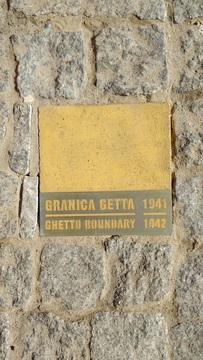 GRANICA GETTA 1941
GHETTO BOUNDARY 1942